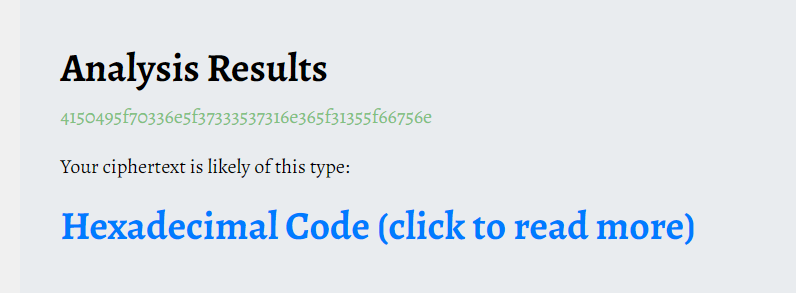 Analysis Results
4150495f70336e5f37333537316e365f31355f66756e
Your ciphertext is likely of this type:
Hexadecimal Code (click to read more)